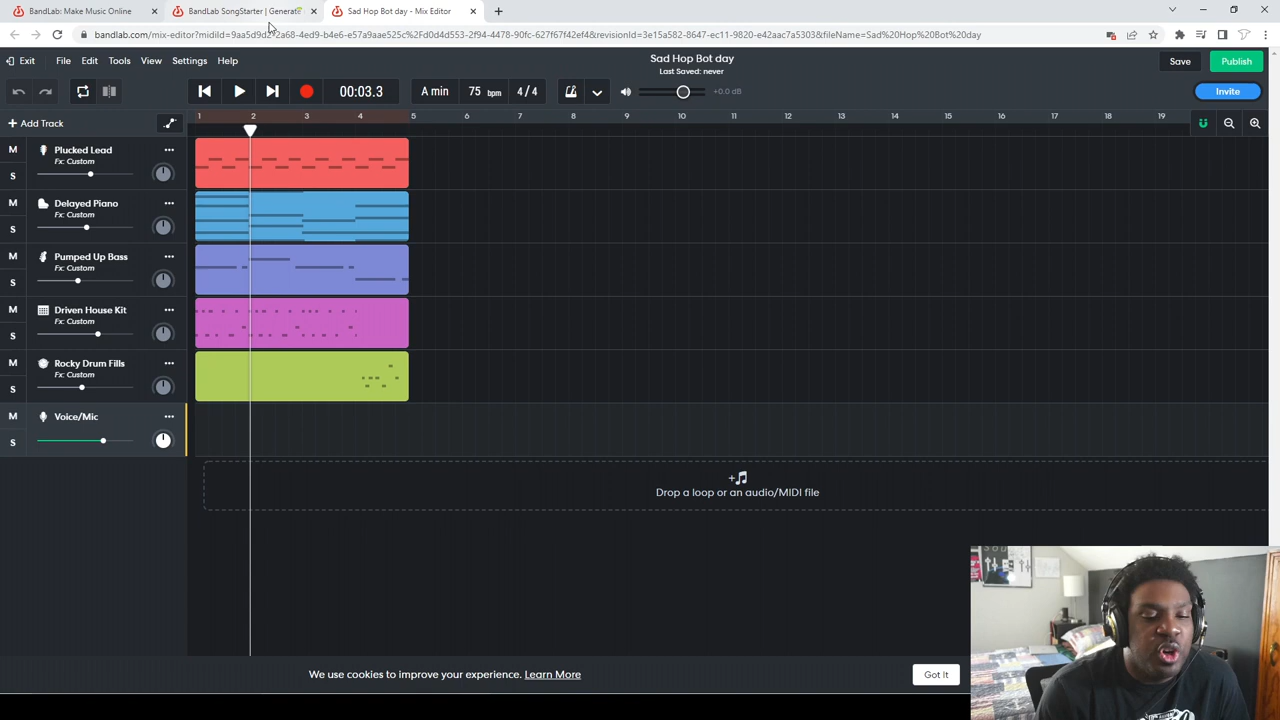 BandLab: Make Music Online
BandLab SongStarter | Generate
Sad Hop Bot day - Mix Editor
bandlab.com/mix-editor?midiId=9aa5d9d2-2a68-4ed9-b4e6-e57a9aae525c%2Fd0d4d553-2f94-4478-90fc-627f67f42ef4&revisionId=3e15a582-8647-ec11-9820-e42aac7a5303&fileName=Sad%20Hop%20Bot%20day
Exit File Edit Tools View Settings Help
Sad Hop Bot day
Last Saved: never
Save Publish
00:03.3 A min 75 bpm 4 / 4 +0.0 dB Invite
+ Add Track
1 2 3 4 5 6 7 8 9 10 11 12 13 14 15 16 17 18 19
M Plucked Lead
Fx: Custom
S
M Delayed Piano
Fx: Custom
S
M Pumped Up Bass
Fx: Custom
S
M Driven House Kit
Fx: Custom
S
M Rocky Drum Fills
Fx: Custom
S
M Voice/Mic
S
Drop a loop or an audio/MIDI file
We use cookies to improve your experience. Learn More
Got It